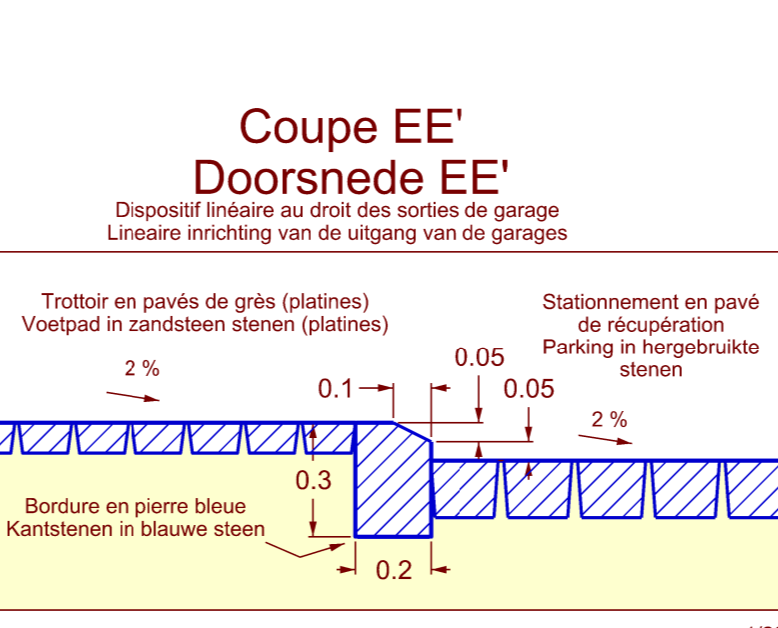 Coupe EE'
Doorsnede EE'
Dispositif linéaire au droit des sorties de garage
Lineaire inrichting van de uitgang van de garages
Trottoir en pavés de grès (platines)
Voetpad in zandsteen stenen (platines)
Stationnement en pavé
de récupération
Parking in hergebruikte
stenen
2 %
0.05
0.1
0.05
2 %
0.3
Bordure en pierre bleue
Kantstenen in blauwe steen
0.2